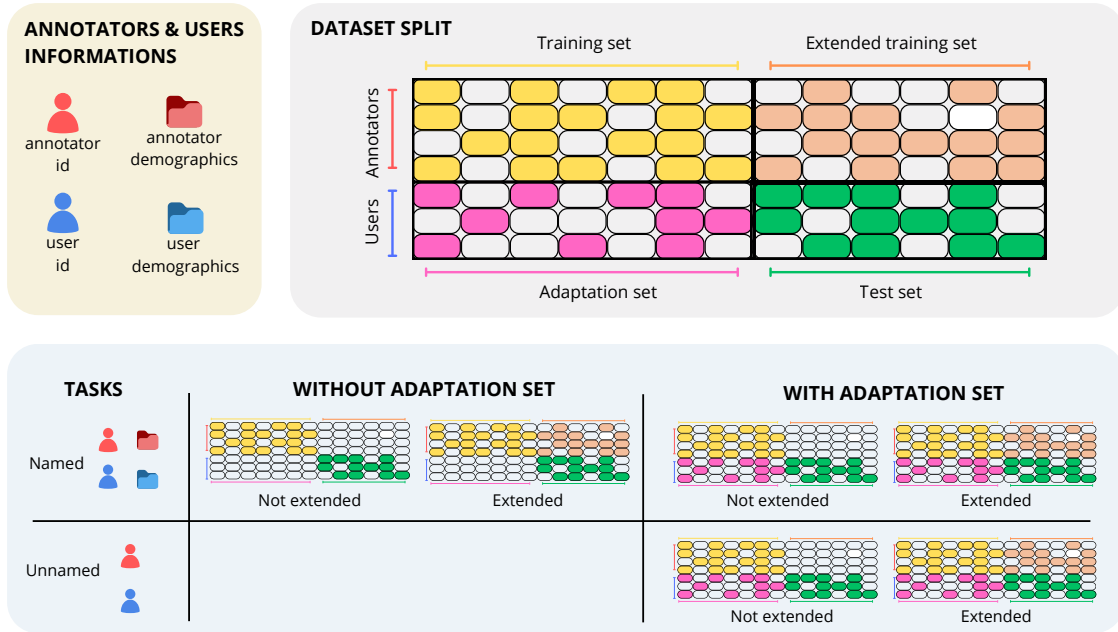 ANNOTATORS & USERS
INFORMATIONS
annotator
id
annotator
demographics
user
id
user
demographics
DATASET SPLIT
Training set
Extended training set
Annotators
Users
Adaptation set
Test set
TASKS
WITHOUT ADAPTATION SET
WITH ADAPTATION SET
Named
Not extended
Extended
Not extended
Extended
Unnamed
Not extended
Extended